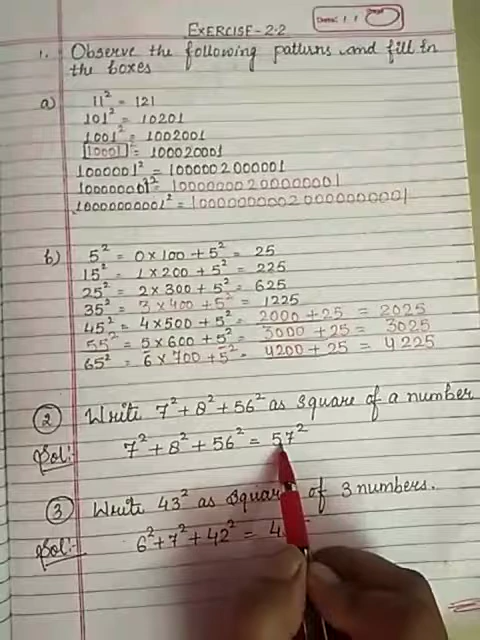 EXERCISE-2.2
1. Observe the following patterns and fill in
the boxes
a) 11² = 121
101² = 10201
1001² = 1002001
10001² = 100020001
1000001² = 1000002000001
10000000 20000001
1000000000 2000000001
b) 5² = 0×100+5² = 25
15² = 1×200+5² = 225
25² = 2×300+5² = 625
35² = 3×400+5² = 1225
45² = 4×500+5² = 2000+25 = 2025
55² = 5×600+5² = 3000+25 = 3025
65² = 6×700+5² = 4200+25 = 4225
2 Write 7²+8²+56² as square of a number
Sol: 7²+8²+56² = 57²
3 Write 43² as square of 3 numbers.
Sol: 6²+7²+42² = 4